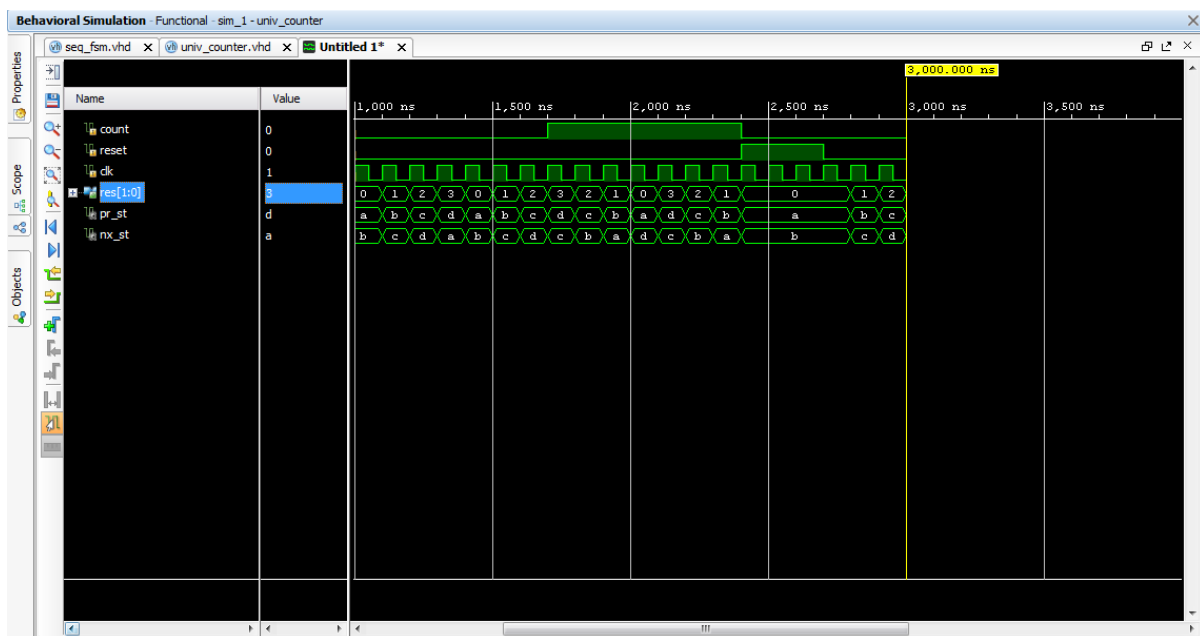 Behavioral Simulation - Functional - sim_1 - univ_counter
seq_fsm.vhd univ_counter.vhd Untitled 1*
Properties
Scope
Objects
3,000.000 ns
Name Value
1,000 ns 1,500 ns 2,000 ns 2,500 ns 3,000 ns 3,500 ns
count 0
reset 0
clk 1
res[1:0] 3 0 1 2 3 0 1 2 3 2 1 0 3 2 1 0 1 2
pr_st d a b c d a b c d c b a d c b a b c
nx_st a b c d a b c d c b a d c b a b c d